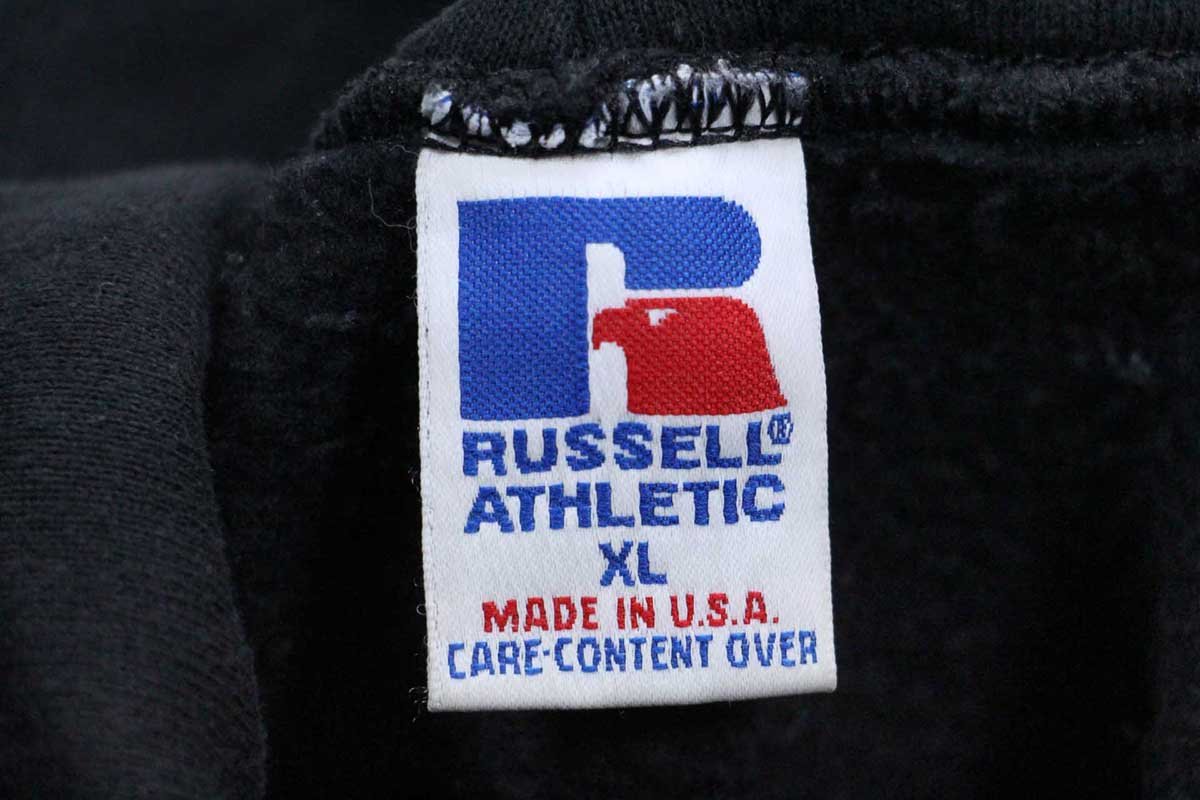 R
RUSSELL®
ATHLETIC
XL
MADE IN U.S.A.
CARE-CONTENT OVER